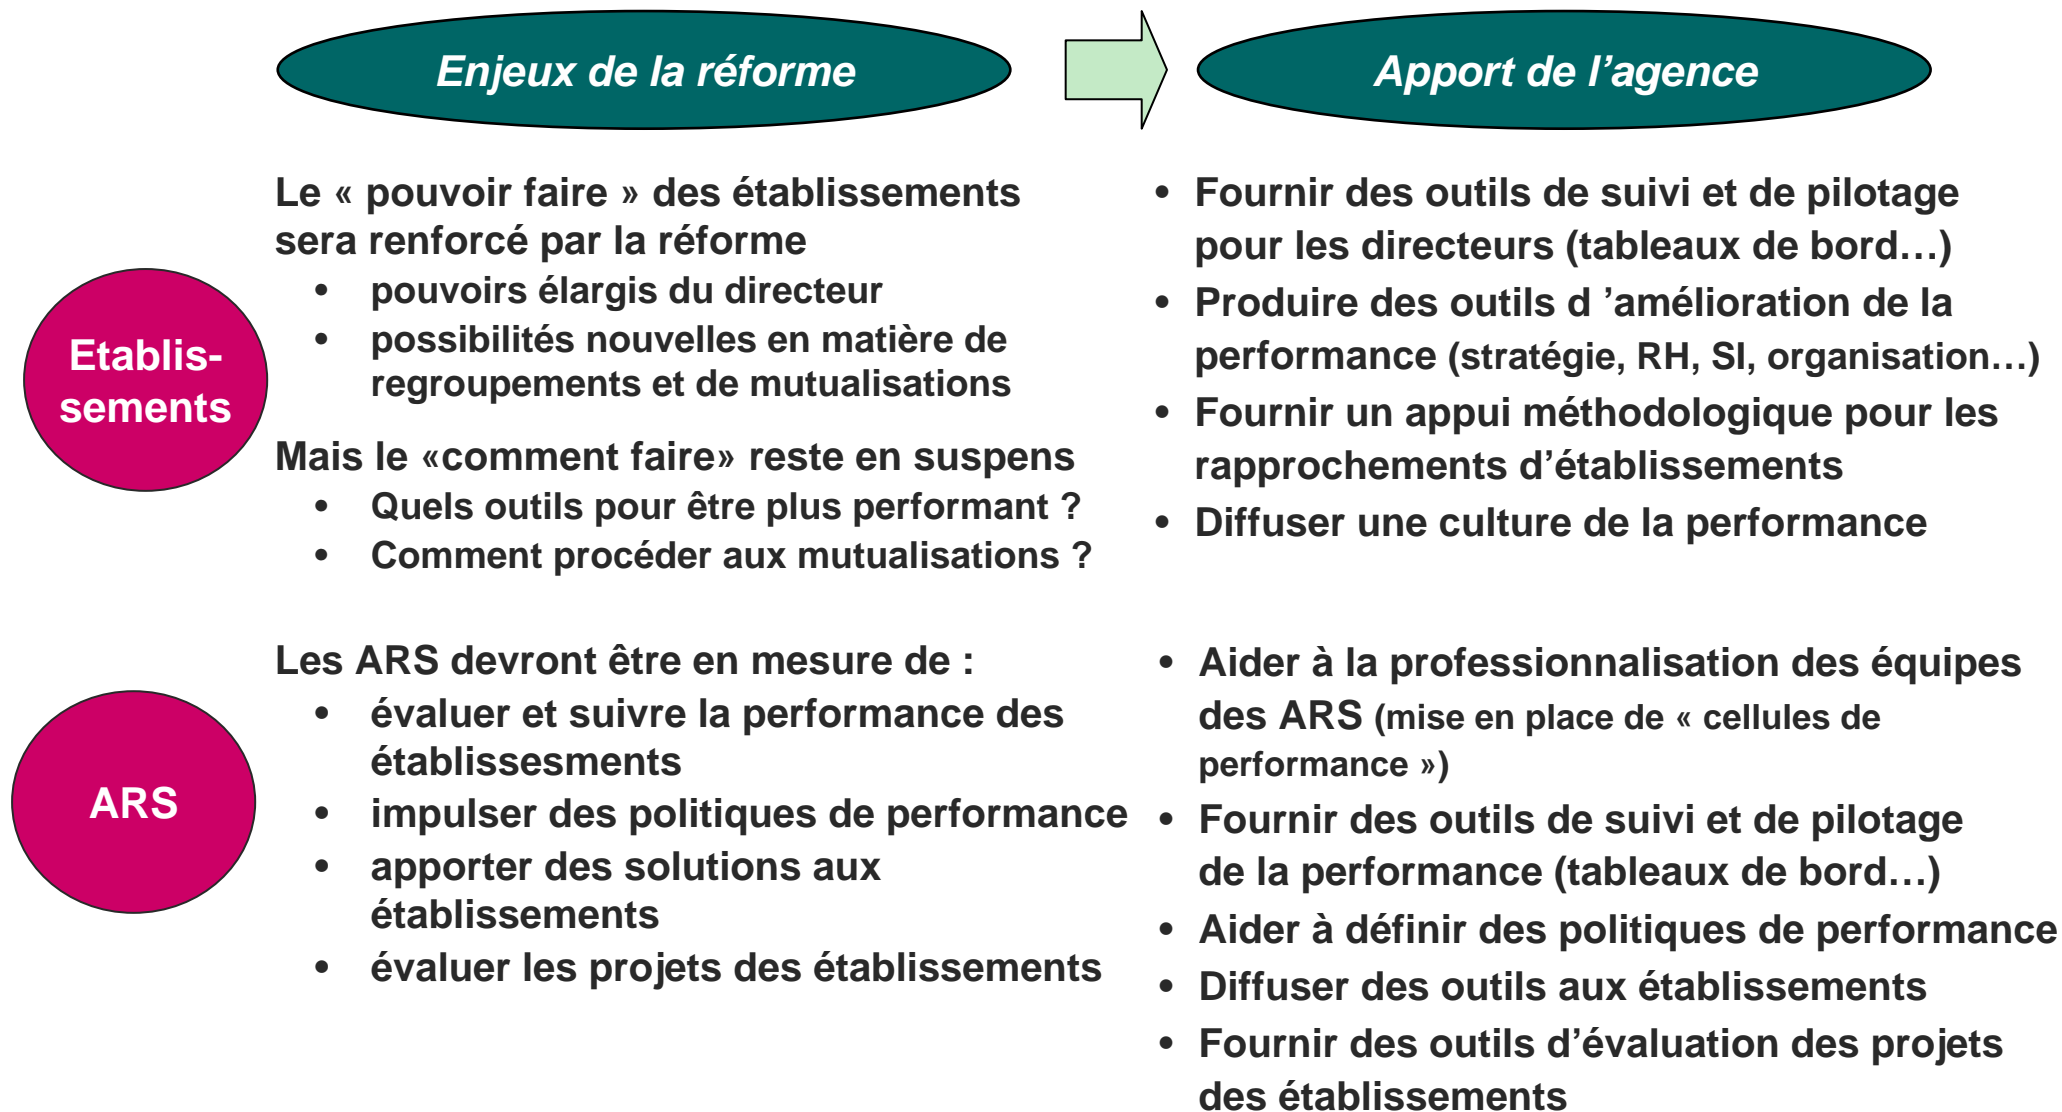 Enjeux de la réforme
Apport de l’agence
Etablis-
sements
Le « pouvoir faire » des établissements
sera renforcé par la réforme
• pouvoirs élargis du directeur
• possibilités nouvelles en matière de
regroupements et de mutualisations
Mais le «comment faire» reste en suspens
• Quels outils pour être plus performant ?
• Comment procéder aux mutualisations ?
• Fournir des outils de suivi et de pilotage
pour les directeurs (tableaux de bord…)
• Produire des outils d ’amélioration de la
performance (stratégie, RH, SI, organisation…)
• Fournir un appui méthodologique pour les
rapprochements d’établissements
• Diffuser une culture de la performance
ARS
Les ARS devront être en mesure de :
• évaluer et suivre la performance des
établissesments
• impulser des politiques de performance
• apporter des solutions aux
établissements
• évaluer les projets des établissements
• Aider à la professionnalisation des équipes
des ARS (mise en place de « cellules de
performance »)
• Fournir des outils de suivi et de pilotage
de la performance (tableaux de bord…)
• Aider à définir des politiques de performance
• Diffuser des outils aux établissements
• Fournir des outils d’évaluation des projets
des établissements